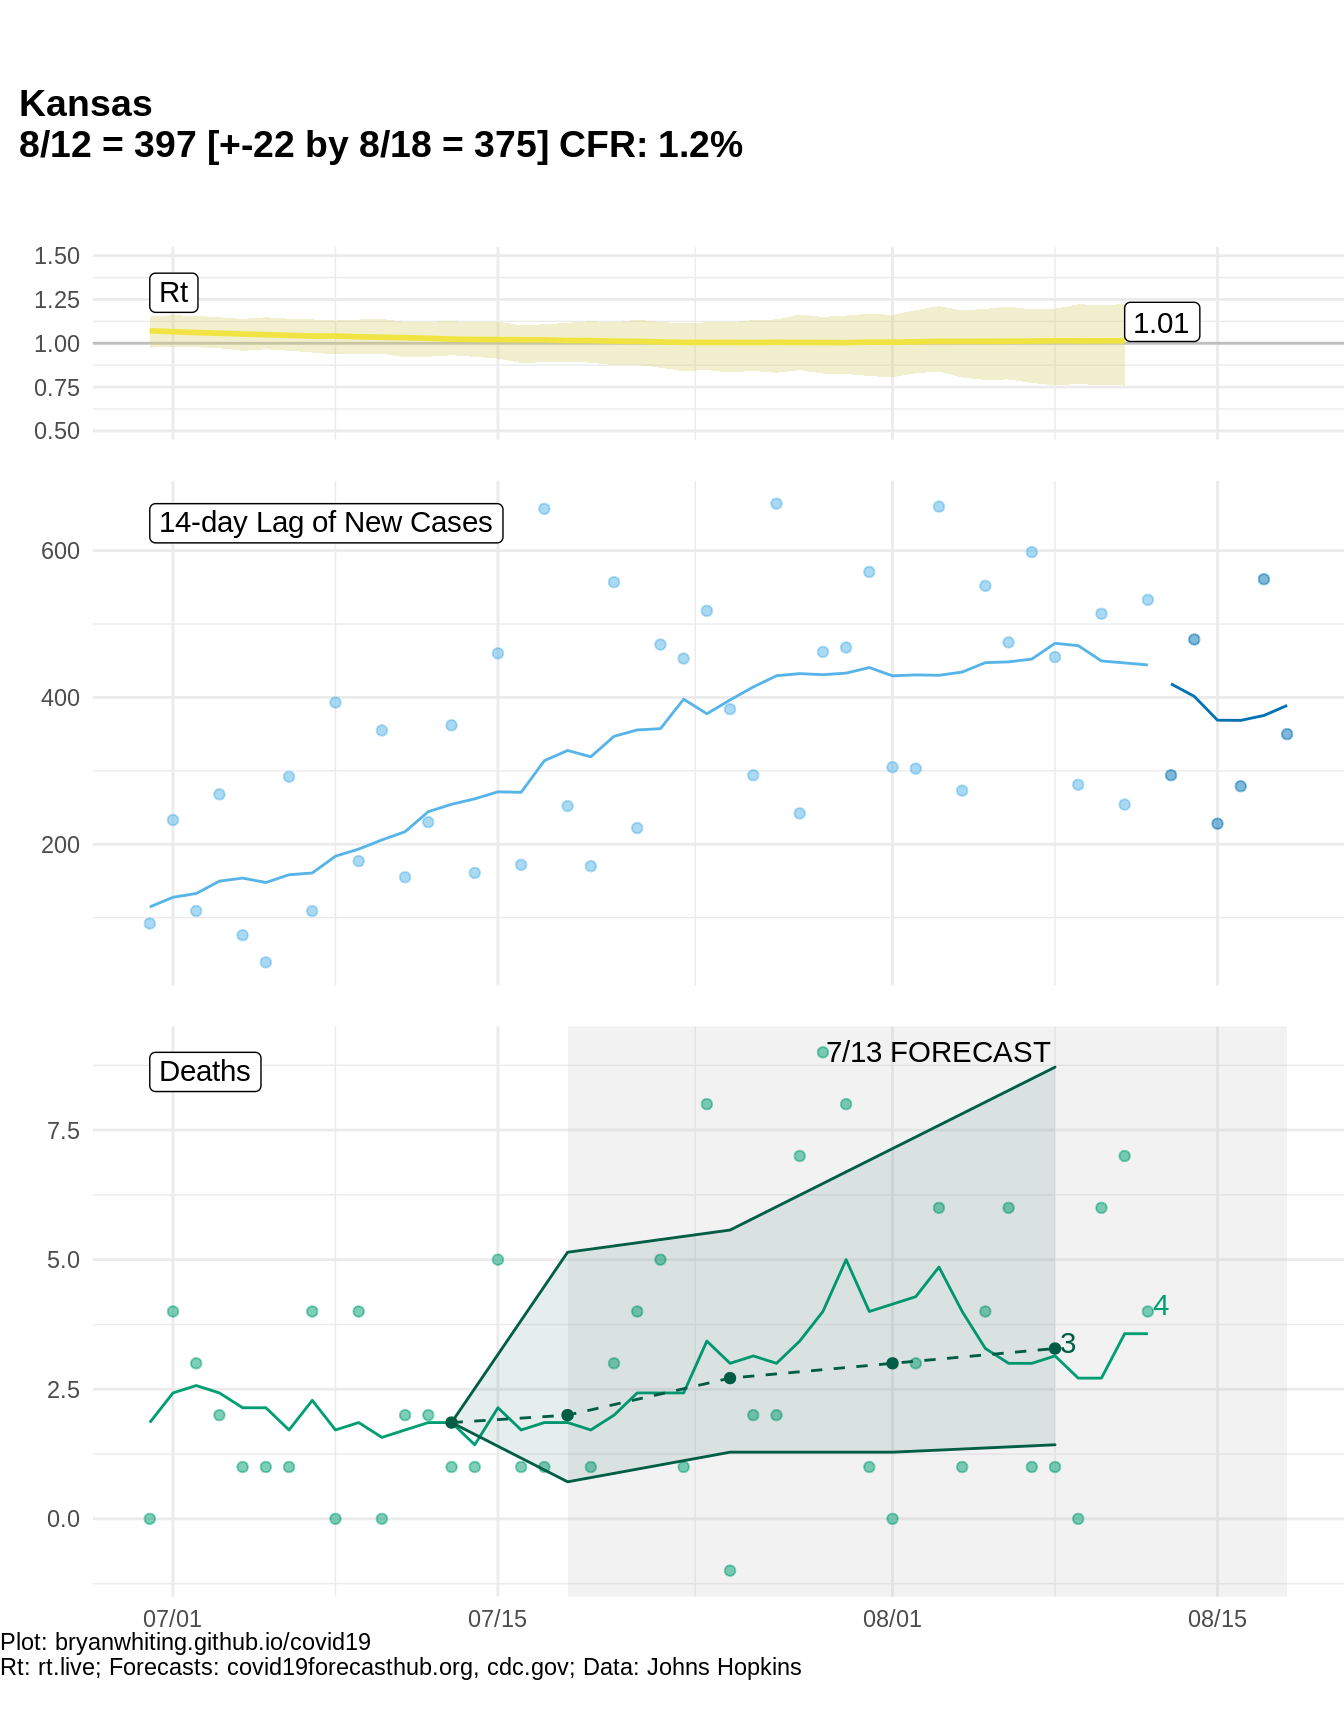 Kansas
8/12 = 397 [+-22 by 8/18 = 375] CFR: 1.2%
1.50
Rt
1.25
1.01
1.00
0.75
0.50
14-day Lag of New Cases
600
400
200
7/13 FORECAST
Deaths
7.5
5.0
4
3
2.5
0.0
07/01 07/15 08/01 08/15
Plot: bryanwhiting.github.io/covid19
Rt: rt.live; Forecasts: covid19forecasthub.org, cdc.gov; Data: Johns Hopkins